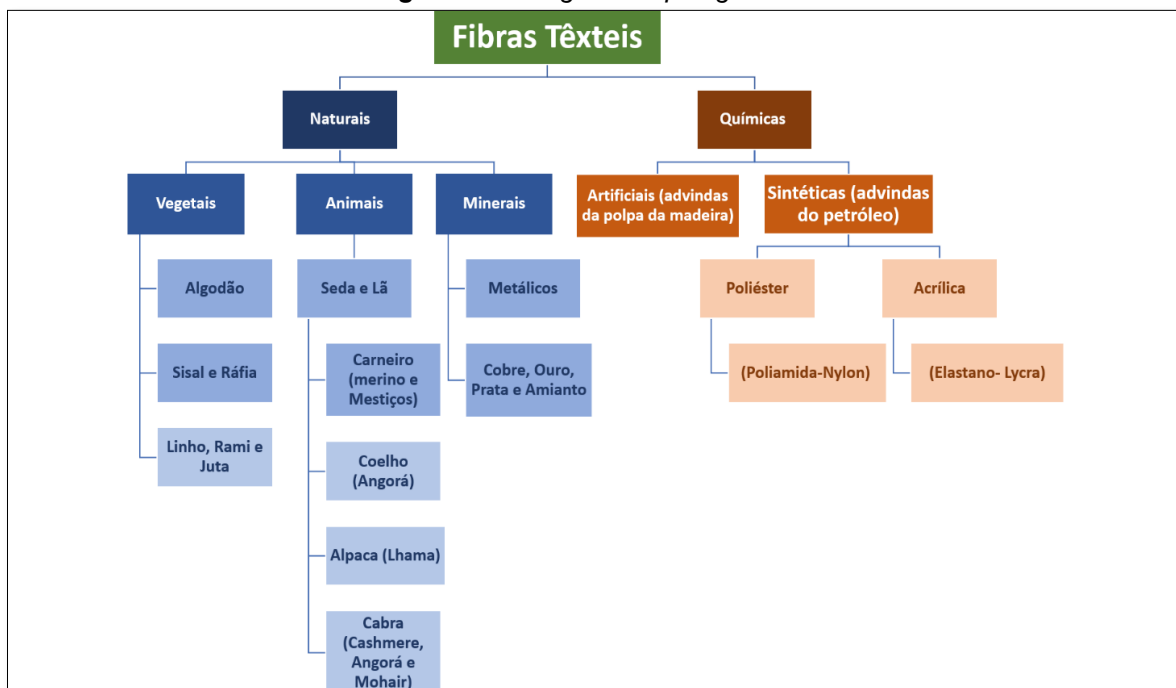 Fibras Têxteis
Naturais
Químicas
Vegetais
Animais
Minerais
Artificiais (advindas
da polpa da madeira)
Sintéticas (advindas
do petróleo)
Algodão
Seda e Lã
Metálicos
Poliéster
Acrílica
Sisal e Ráfia
Carneiro
(merino e
Mestiços)
Cobre, Ouro,
Prata e Amianto
(Poliamida-Nylon)
(Elastano- Lycra)
Linho, Rami e
Juta
Coelho
(Angorá)
Alpaca (Lhama)
Cabra
(Cashmere,
Angorá e
Mohair)